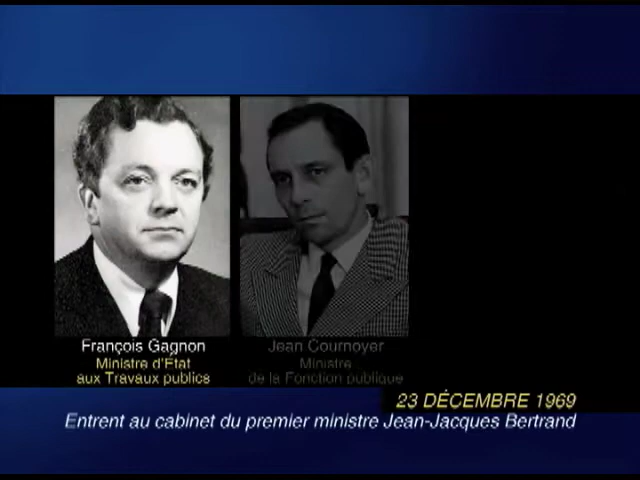 François Gagnon
Ministre d'État
aux Travaux publics
Jean Cournoyer
Ministre
de la Fonction publique
23 DÉCEMBRE 1969
Entrent au cabinet du premier ministre Jean-Jacques Bertrand